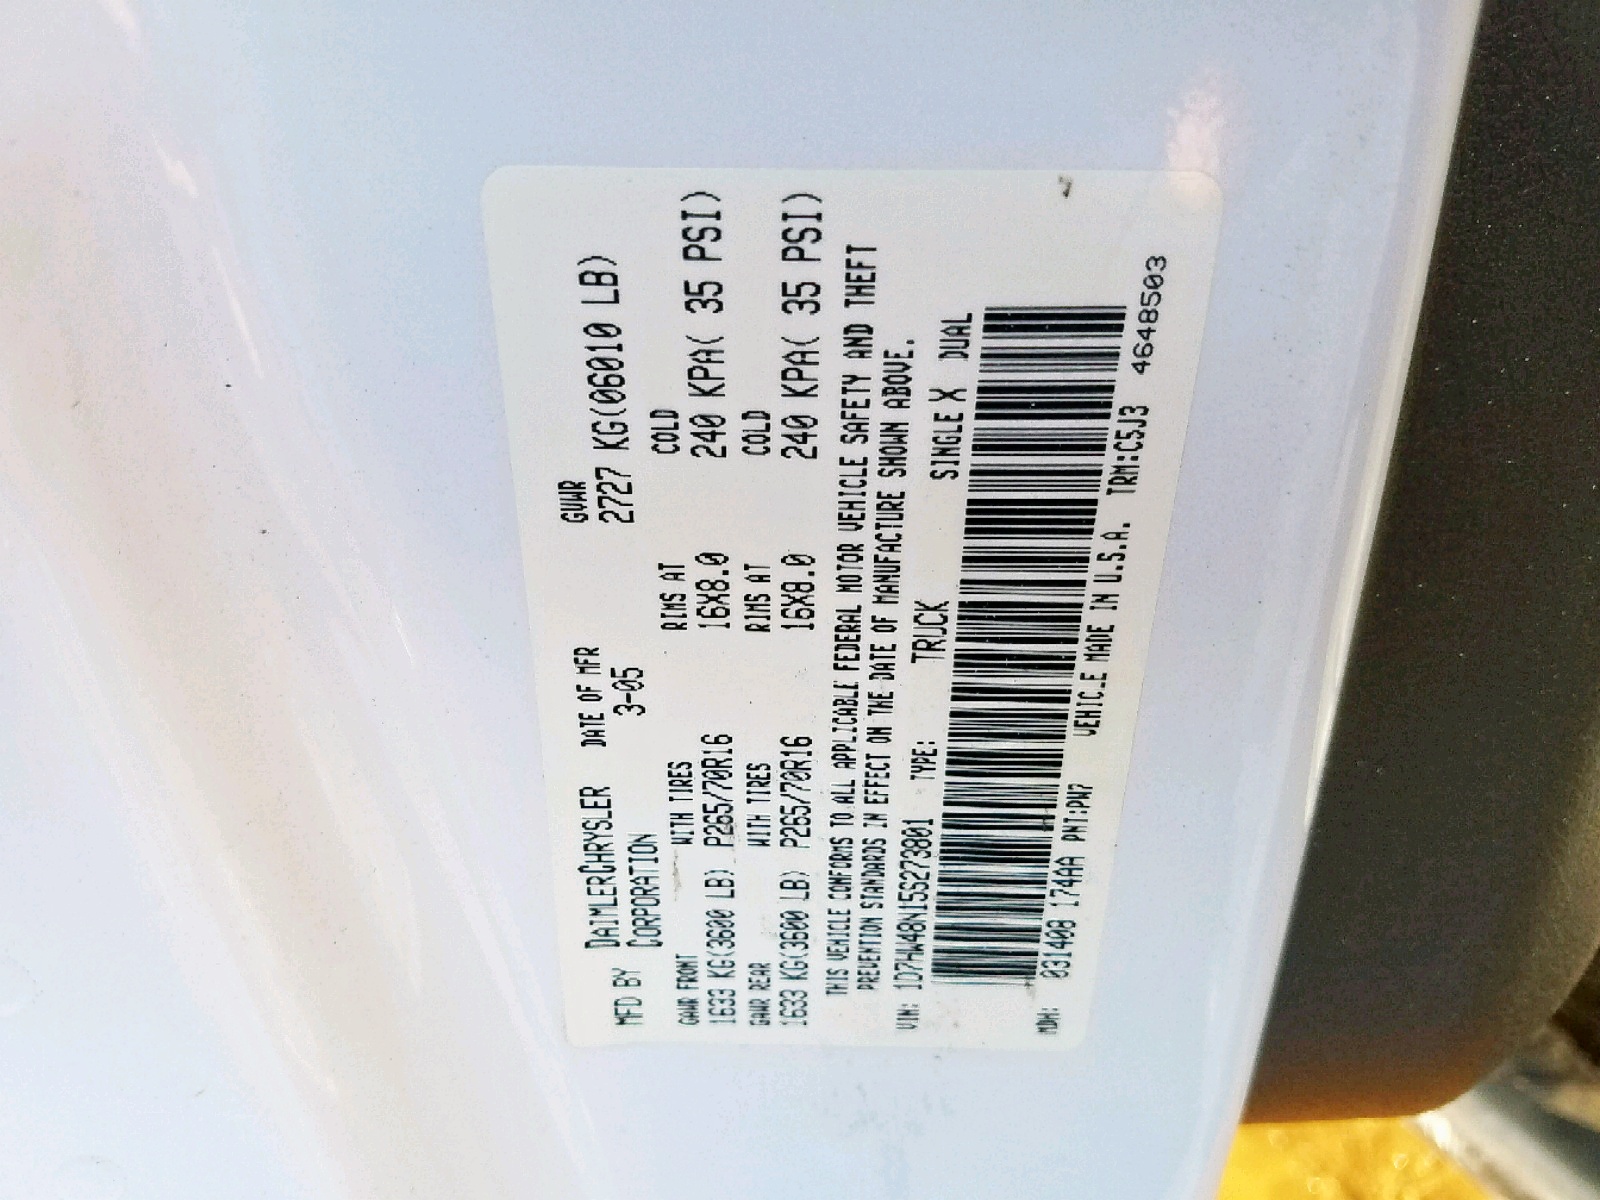 MFD BY DAIMLERCHRYSLER CORPORATION DATE OF MFR 3-05 GVWR 2727 KG(06010 LB)
GAWR FRONT WITH TIRES RIMS AT COLD
1633 KG(3600 LB) P265/70R16 16X8.0 240 KPA( 35 PSI)
GAWR REAR WITH TIRES RIMS AT COLD
1633 KG(3600 LB) P265/70R16 16X8.0 240 KPA( 35 PSI)
THIS VEHICLE CONFORMS TO ALL APPLICABLE FEDERAL MOTOR VEHICLE SAFETY AND THEFT
PREVENTION STANDARDS IN EFFECT ON THE DATE OF MANUFACTURE SHOWN ABOVE.
VIN: 1D7HW48N15S273801 TYPE: TRUCK SINGLE X DUAL
MDH: 031408 174AA PNT:PW7 VEHICLE MADE IN U.S.A. TRM:C5J3 4648503